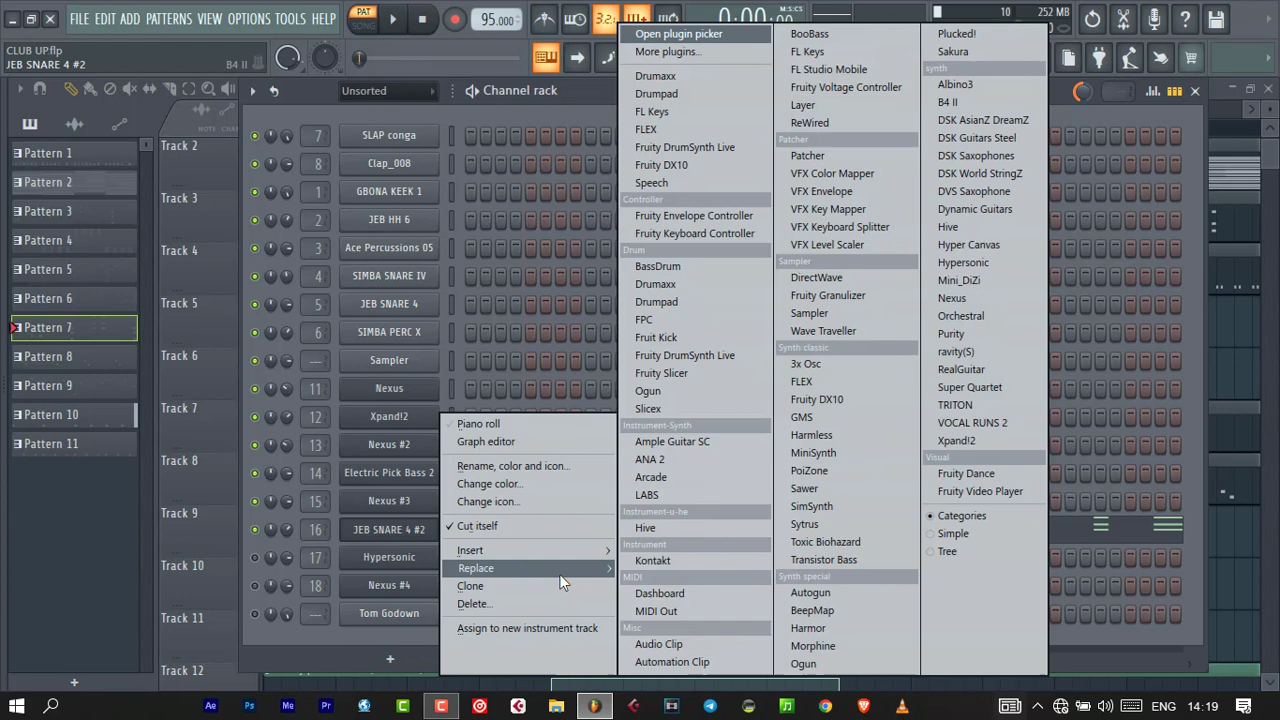 FILE EDIT ADD PATTERNS VIEW OPTIONS TOOLS HELP
PAT
SONG
95.000
3.2
0:00:00
M:S:CS
10
252 MB
CLUB UP.flp
JEB SNARE 4 #2
B4 II
Unsorted
Channel rack
NOTE
CHAN
Pattern 1
Pattern 2
Pattern 3
Pattern 4
Pattern 5
Pattern 6
Pattern 7
Pattern 8
Pattern 9
Pattern 10
Pattern 11
Track 2
Track 3
Track 4
Track 5
Track 6
Track 7
Track 8
Track 9
Track 10
Track 11
Track 12
7 SLAP conga
8 Clap_008
1 GBONA KEEK 1
2 JEB HH 6
3 Ace Percussions 05
4 SIMBA SNARE IV
5 JEB SNARE 4
6 SIMBA PERC X
--- Sampler
11 Nexus
12 Xpand!2
13 Nexus #2
14 Electric Pick Bass 2
15 Nexus #3
16 JEB SNARE 4 #2
17 Hypersonic
18 Nexus #4
--- Tom Godown
Piano roll
Graph editor
Rename, color and icon...
Change color...
Change icon...
Cut itself
Insert
Replace
Clone
Delete...
Assign to new instrument track
Open plugin picker
More plugins...
Drumaxx
Drumpad
FL Keys
FLEX
Fruity DrumSynth Live
Fruity DX10
Speech
Controller
Fruity Envelope Controller
Fruity Keyboard Controller
Drum
BassDrum
Drumaxx
Drumpad
FPC
Fruit Kick
Fruity DrumSynth Live
Fruity Slicer
Ogun
Slicex
Instrument-Synth
Ample Guitar SC
ANA 2
Arcade
LABS
Instrument-u-he
Hive
Instrument
Kontakt
MIDI
Dashboard
MIDI Out
Misc
Audio Clip
Automation Clip
BooBass
FL Keys
FL Studio Mobile
Fruity Voltage Controller
Layer
ReWired
Patcher
Patcher
VFX Color Mapper
VFX Envelope
VFX Key Mapper
VFX Keyboard Splitter
VFX Level Scaler
Sampler
DirectWave
Fruity Granulizer
Sampler
Wave Traveller
Synth classic
3x Osc
FLEX
Fruity DX10
GMS
Harmless
MiniSynth
PoiZone
Sawer
SimSynth
Sytrus
Toxic Biohazard
Transistor Bass
Synth special
Autogun
BeepMap
Harmor
Morphine
Ogun
Plucked!
Sakura
synth
Albino3
B4 II
DSK AsianZ DreamZ
DSK Guitars Steel
DSK Saxophones
DSK World StringZ
DVS Saxophone
Dynamic Guitars
Hive
Hyper Canvas
Hypersonic
Mini_DiZi
Nexus
Orchestral
Purity
ravity(S)
RealGuitar
Super Quartet
TRITON
VOCAL RUNS 2
Xpand!2
Visual
Fruity Dance
Fruity Video Player
Categories
Simple
Tree
Ae
Ps
Me
Pr
C
C
ENG
14:19